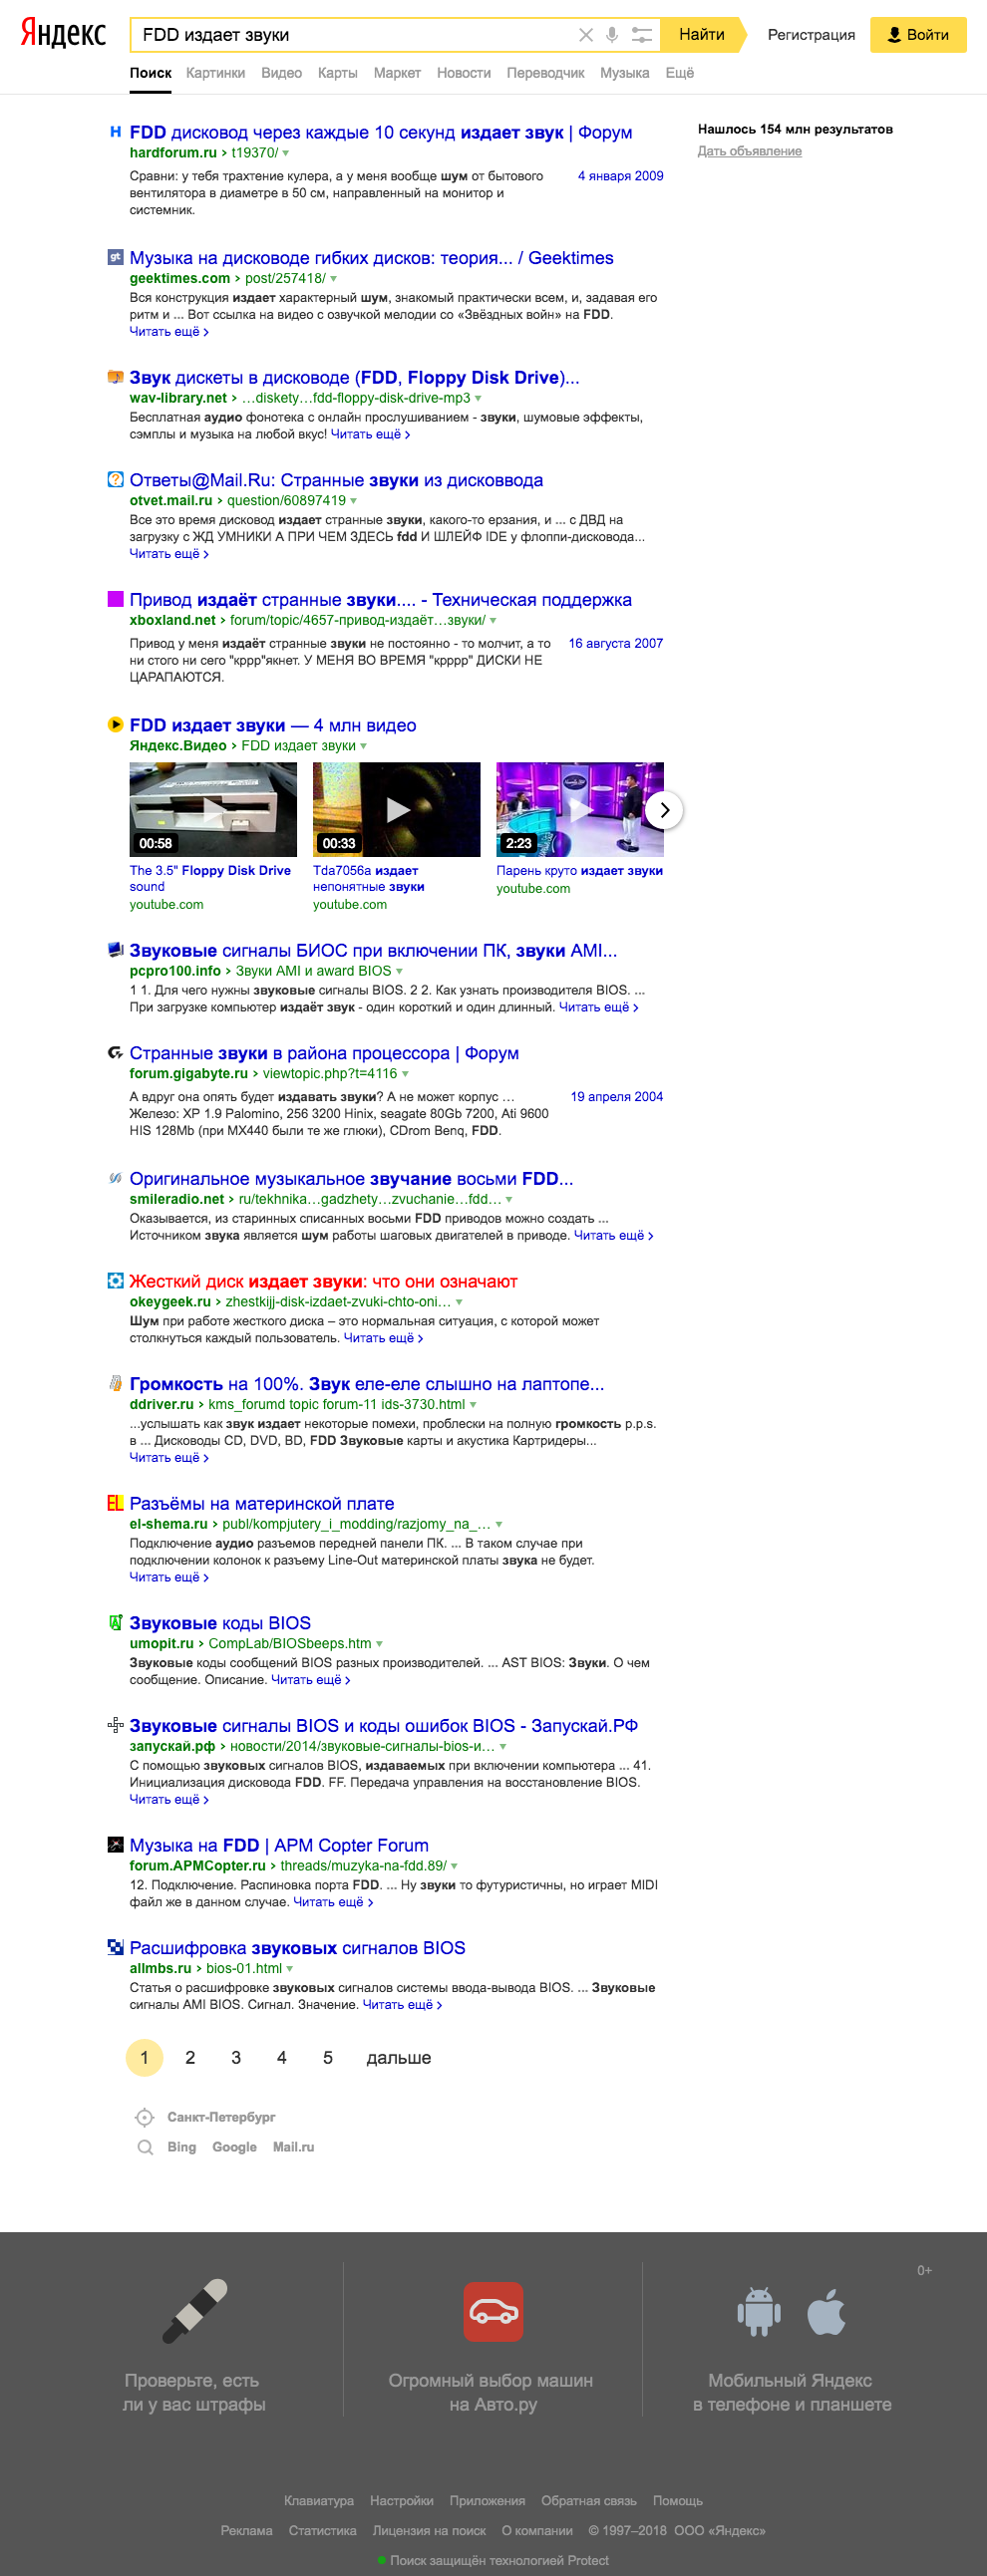 Яндекс
FDD издает звуки
Найти
Регистрация
Войти
Поиск Картинки Видео Карты Маркет Новости Переводчик Музыка Ещё
FDD дисковод через каждые 10 секунд издает звук | Форум
hardforum.ru › t19370/
Сравни: у тебя трахтение кулера, а у меня вообще шум от бытового
вентилятора в диаметре в 50 см, направленный на монитор и
системник.
4 января 2009
Нашлось 154 млн результатов
Дать объявление
gt
Музыка на дисководе гибких дисков: теория... / Geektimes
geektimes.com › post/257418/
Вся конструкция издает характерный шум, знакомый практически всем, и, задавая его
ритм и ... Вот ссылка на видео с озвучкой мелодии со «Звёздных войн» на FDD.
Читать ещё ›
Звук дискеты в дисководе (FDD, Floppy Disk Drive)...
wav-library.net › …diskety…fdd-floppy-disk-drive-mp3
Бесплатная аудио фонотека с онлайн прослушиванием - звуки, шумовые эффекты,
сэмплы и музыка на любой вкус! Читать ещё ›
Ответы@Mail.Ru: Странные звуки из дисковвода
otvet.mail.ru › question/60897419
Все это время дисковод издает странные звуки, какого-то ерзания, и ... с ДВД на
загрузку с ЖД УМНИКИ А ПРИ ЧЕМ ЗДЕСЬ fdd И ШЛЕЙФ IDE у флоппи-дисковода...
Читать ещё ›
Привод издаёт странные звуки.... - Техническая поддержка
xboxland.net › forum/topic/4657-привод-издаёт…звуки/
Привод у меня издаёт странные звуки не постоянно - то молчит, а то
ни стого ни сего "кррр"якнет. У МЕНЯ ВО ВРЕМЯ "крррр" ДИСКИ НЕ
ЦАРАПАЮТСЯ.
16 августа 2007
FDD издает звуки — 4 млн видео
Яндекс.Видео › FDD издает звуки
00:58
00:33
2:23
The 3.5" Floppy Disk Drive
sound
youtube.com
Tda7056a издает
непонятные звуки
youtube.com
Парень круто издает звуки
youtube.com
Звуковые сигналы БИОС при включении ПК, звуки AMI...
pcpro100.info › Звуки AMI и award BIOS
1 1. Для чего нужны звуковые сигналы BIOS. 2 2. Как узнать производителя BIOS. ...
При загрузке компьютер издаёт звук - один короткий и один длинный. Читать ещё ›
Странные звуки в района процессора | Форум
forum.gigabyte.ru › viewtopic.php?t=4116
А вдруг она опять будет издавать звуки? А не может корпус …
Железо: XP 1.9 Palomino, 256 3200 Hinix, seagate 80Gb 7200, Ati 9600
HIS 128Mb (при MX440 были те же глюки), CDrom Benq, FDD.
19 апреля 2004
Оригинальное музыкальное звучание восьми FDD...
smileradio.net › ru/tekhnika…gadzhety…zvuchanie…fdd…
Оказывается, из старинных списанных восьми FDD приводов можно создать ...
Источником звука является шум работы шаговых двигателей в приводе. Читать ещё ›
Жесткий диск издает звуки: что они означают
okeygeek.ru › zhestkijj-disk-izdaet-zvuki-chto-oni…
Шум при работе жесткого диска – это нормальная ситуация, с которой может
столкнуться каждый пользователь. Читать ещё ›
Громкость на 100%. Звук еле-еле слышно на лаптопе...
ddriver.ru › kms_forumd topic forum-11 ids-3730.html
...услышать как звук издает некоторые помехи, проблески на полную громкость p.p.s.
в ... Дисководы CD, DVD, BD, FDD Звуковые карты и акустика Картридеры...
Читать ещё ›
EL
Разъёмы на материнской плате
el-shema.ru › publ/kompjutery_i_modding/razjomy_na_…
Подключение аудио разъемов передней панели ПК. ... В таком случае при
подключении колонок к разъему Line-Out материнской платы звука не будет.
Читать ещё ›
Звуковые коды BIOS
umopit.ru › CompLab/BIOSbeeps.htm
Звуковые коды сообщений BIOS разных производителей. ... AST BIOS: Звуки. О чем
сообщение. Описание. Читать ещё ›
Звуковые сигналы BIOS и коды ошибок BIOS - Запускай.РФ
запускай.рф › новости/2014/звуковые-сигналы-bios-и…
С помощью звуковых сигналов BIOS, издаваемых при включении компьютера ... 41.
Инициализация дисковода FDD. FF. Передача управления на восстановление BIOS.
Читать ещё ›
Музыка на FDD | APM Copter Forum
forum.APMCopter.ru › threads/muzyka-na-fdd.89/
12. Подключение. Распиновка порта FDD. ... Ну звуки то футуристичны, но играет MIDI
файл же в данном случае. Читать ещё ›
Расшифровка звуковых сигналов BIOS
allmbs.ru › bios-01.html
Статья о расшифровке звуковых сигналов системы ввода-вывода BIOS. ... Звуковые
сигналы AMI BIOS. Сигнал. Значение. Читать ещё ›
1 2 3 4 5 дальше
Санкт-Петербург
Bing Google Mail.ru
0+
Проверьте, есть
ли у вас штрафы
Огромный выбор машин
на Авто.ру
Мобильный Яндекс
в телефоне и планшете
Клавиатура Настройки Приложения Обратная связь Помощь
Реклама Статистика Лицензия на поиск О компании © 1997–2018 ООО «Яндекс»
Поиск защищён технологией Protect